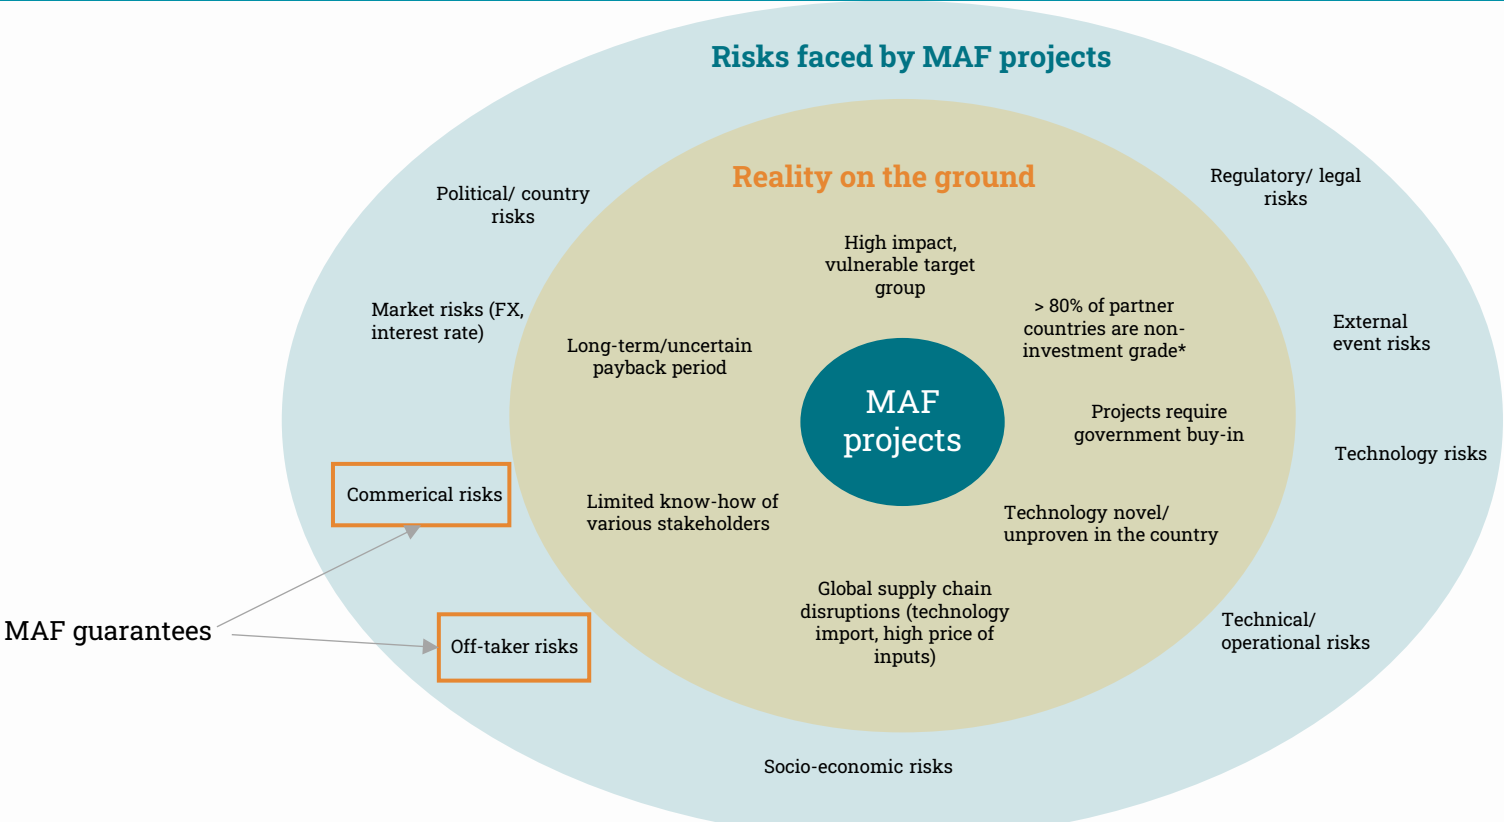 Risks faced by MAF projects
Reality on the ground
Political/ country
risks
Regulatory/ legal
risks
High impact,
vulnerable target
group
Market risks (FX,
interest rate)
> 80% of partner
countries are non-
investment grade*
External
event risks
Long-term/uncertain
payback period
MAF
projects
Projects require
government buy-in
Technology risks
Commerical risks
Limited know-how of
various stakeholders
Technology novel/
unproven in the country
Global supply chain
disruptions (technology
import, high price of
inputs)
MAF guarantees
Off-taker risks
Technical/
operational risks
Socio-economic risks